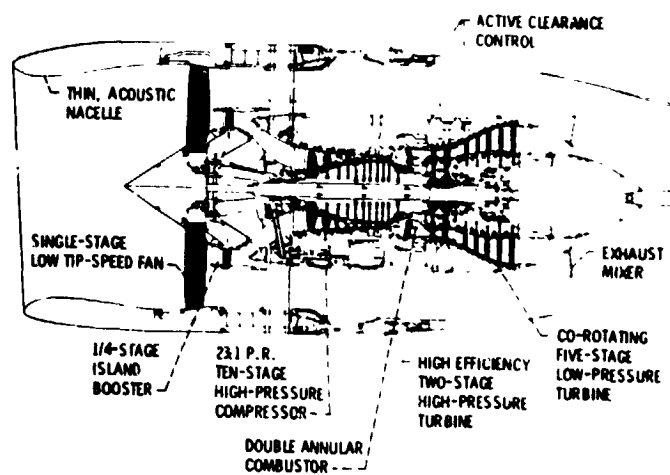 ACTIVE CLEARANCE
CONTROL
THIN, ACOUSTIC
NACELLE
SINGLE-STAGE
LOW TIP-SPEED FAN
EXHAUST
MIXER
1/4-STAGE
ISLAND
BOOSTER
23:1 P.R.
TEN-STAGE
HIGH-PRESSURE
COMPRESSOR
HIGH EFFICIENCY
TWO-STAGE
HIGH-PRESSURE
TURBINE
CO-ROTATING
FIVE-STAGE
LOW-PRESSURE
TURBINE
DOUBLE ANNULAR
COMBUSTOR